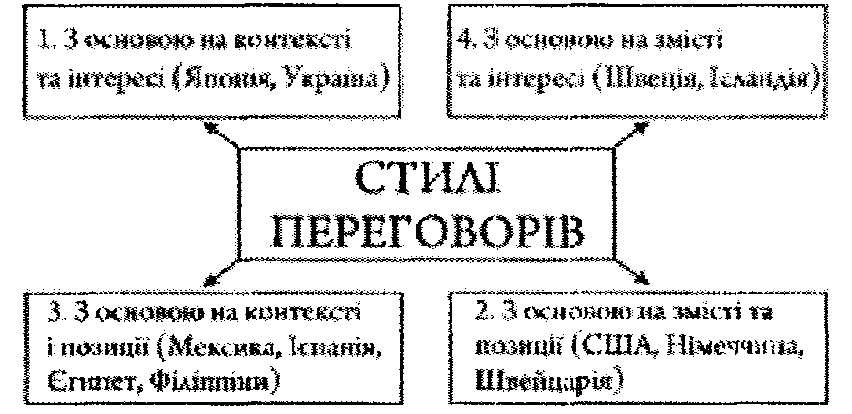 1. З основою на контексті
та інтересі (Японія, Україна)
4. З основою на змісті
та інтересі (Швеція, Ісландія)
СТИЛІ
ПЕРЕГОВОРІВ
3. З основою на контексті
і позиції (Мексика, Іспанія,
Єгипет, Філіппіни)
2. З основою на змісті та
позиції (США, Німеччина,
Швейцарія)